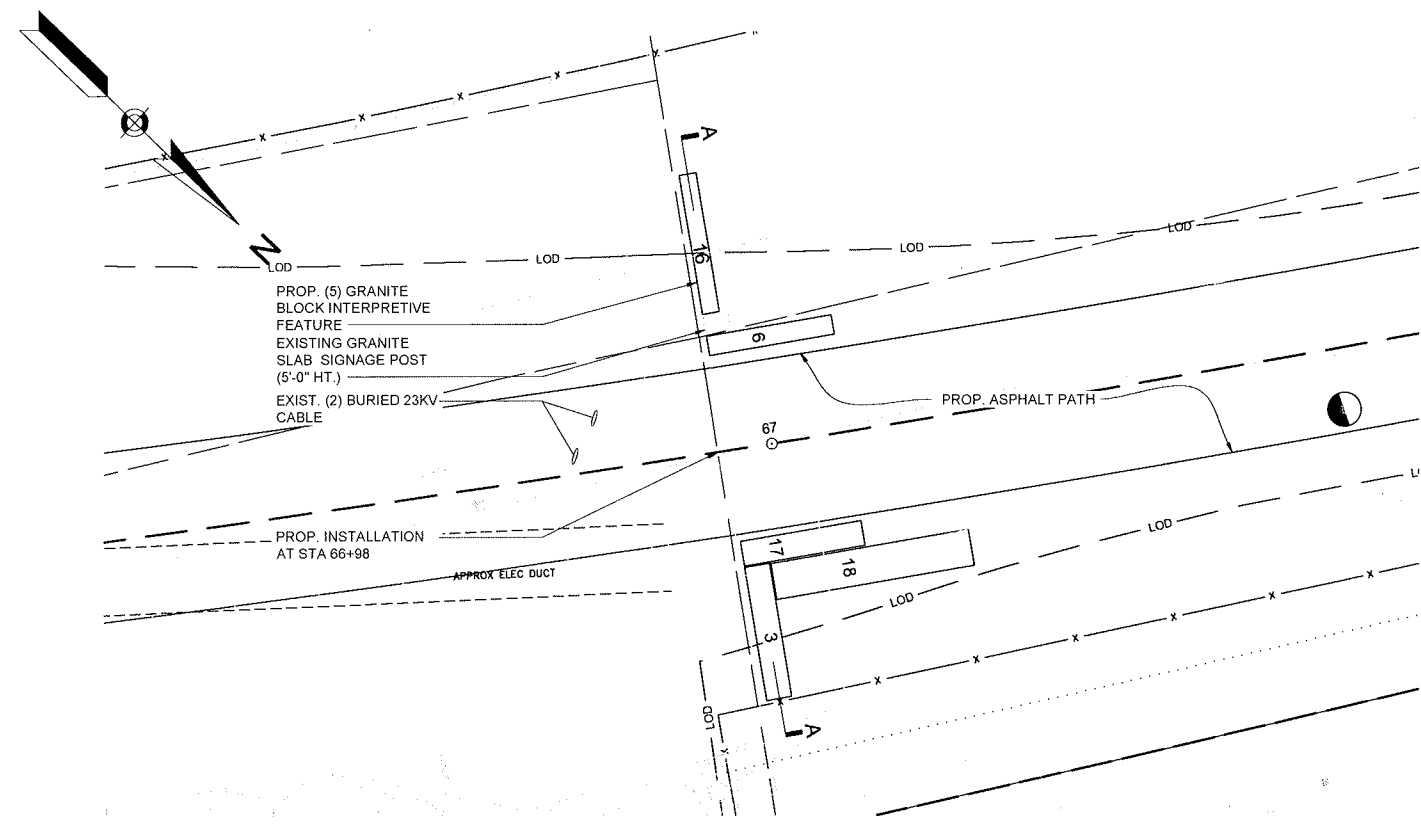 A
N
LOD
LOD
LOD
LOD
16
PROP. (5) GRANITE
BLOCK INTERPRETIVE
FEATURE
EXISTING GRANITE
SLAB SIGNAGE POST
(5'-0" HT.)
EXIST. (2) BURIED 23KV
CABLE
6
PROP. ASPHALT PATH
67
PROP. INSTALLATION
AT STA 66+98
APPROX ELEC DUCT
17
18
3
LOD
LOD
LOD
A